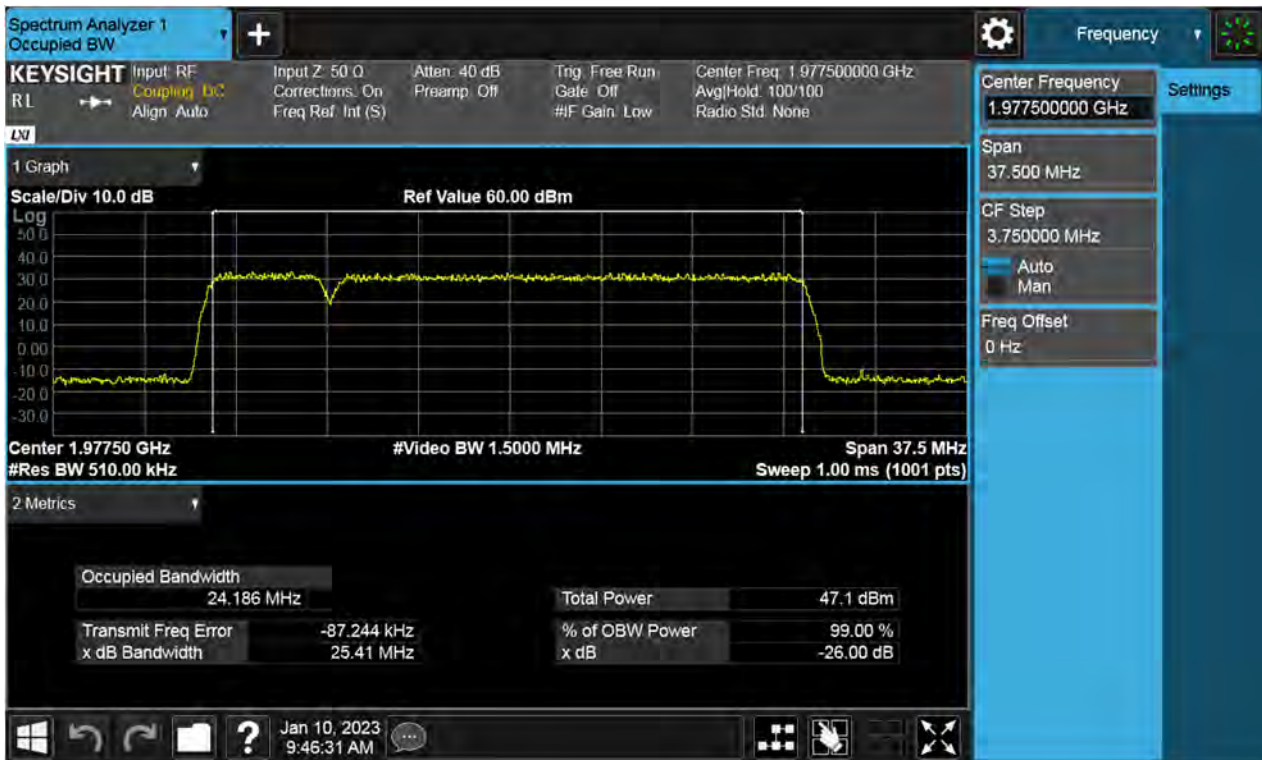 Spectrum Analyzer 1
Occupied BW
Frequency
KEYSIGHT
RL
LXI
Input: RF
Coupling: DC
Align: Auto
Input Z: 50 Ω
Corrections: On
Freq Ref: Int (S)
Atten: 40 dB
Preamp: Off
Trig: Free Run
Gate: Off
#IF Gain: Low
Center Freq: 1.977500000 GHz
Avg|Hold: 100/100
Radio Std: None
Center Frequency
1.977500000 GHz
Settings
Span
37.500 MHz
CF Step
3.750000 MHz
Auto
Man
Freq Offset
0 Hz
1 Graph
Scale/Div 10.0 dB
Ref Value 60.00 dBm
Log
50.0
40.0
30.0
20.0
10.0
0.00
-10.0
-20.0
-30.0
Center 1.97750 GHz
#Video BW 1.5000 MHz
Span 37.5 MHz
#Res BW 510.00 kHz
Sweep 1.00 ms (1001 pts)
2 Metrics
Occupied Bandwidth
24.186 MHz
Total Power 47.1 dBm
Transmit Freq Error -87.244 kHz
% of OBW Power 99.00 %
x dB Bandwidth 25.41 MHz
x dB -26.00 dB
Jan 10, 2023
9:46:31 AM